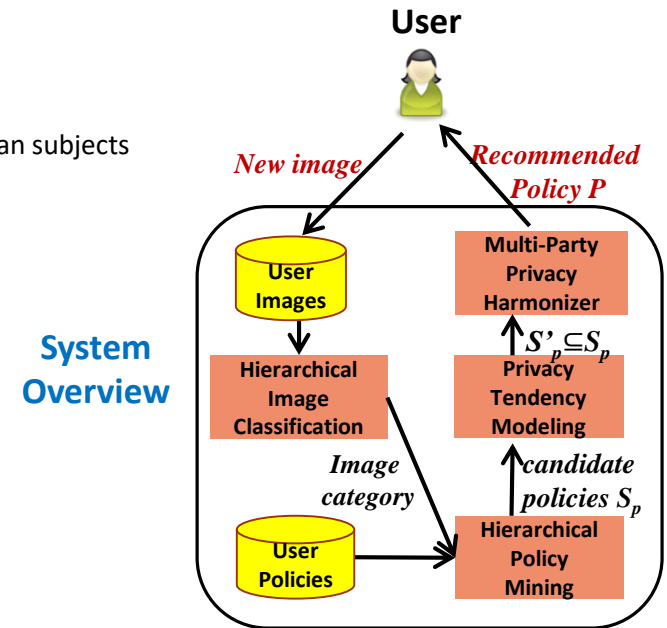 User
an subjects
New image
Recommended
Policy P
User
Images
Multi-Party
Privacy
Harmonizer
S’p⊆Sp
System
Overview
Hierarchical
Image
Classification
Privacy
Tendency
Modeling
Image
category
candidate
policies Sp
User
Policies
Hierarchical
Policy
Mining